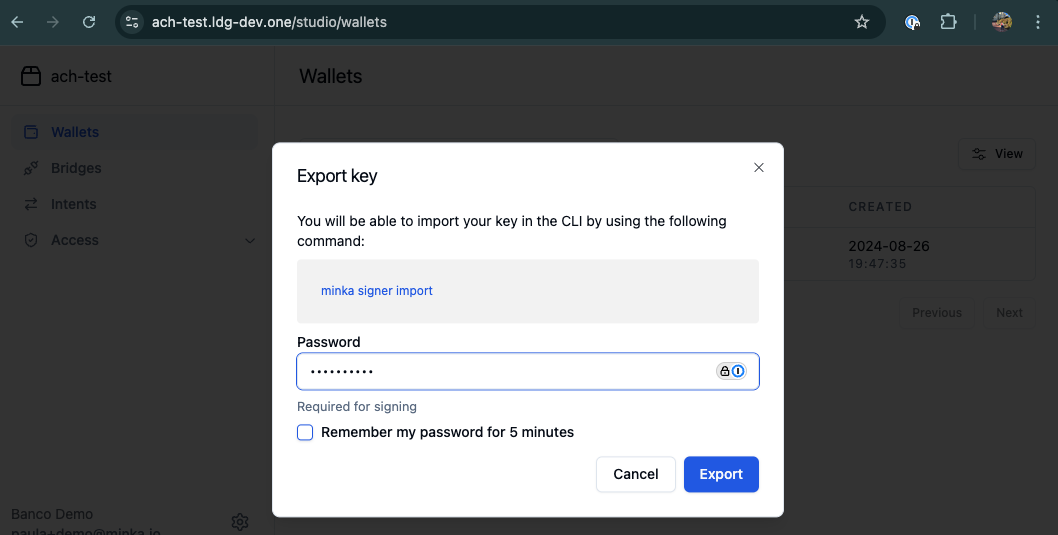 ach-test.ldg-dev.one/studio/wallets
ach-test
Wallets
Wallets
Bridges
Intents
Access
View
CREATED
2024-08-26
19:47:35
Previous
Next
Export key
You will be able to import your key in the CLI by using the following
command:
minka signer import
Password
••••••••••
Required for signing
Remember my password for 5 minutes
Cancel
Export
Banco Demo
paula+demo@minka.io